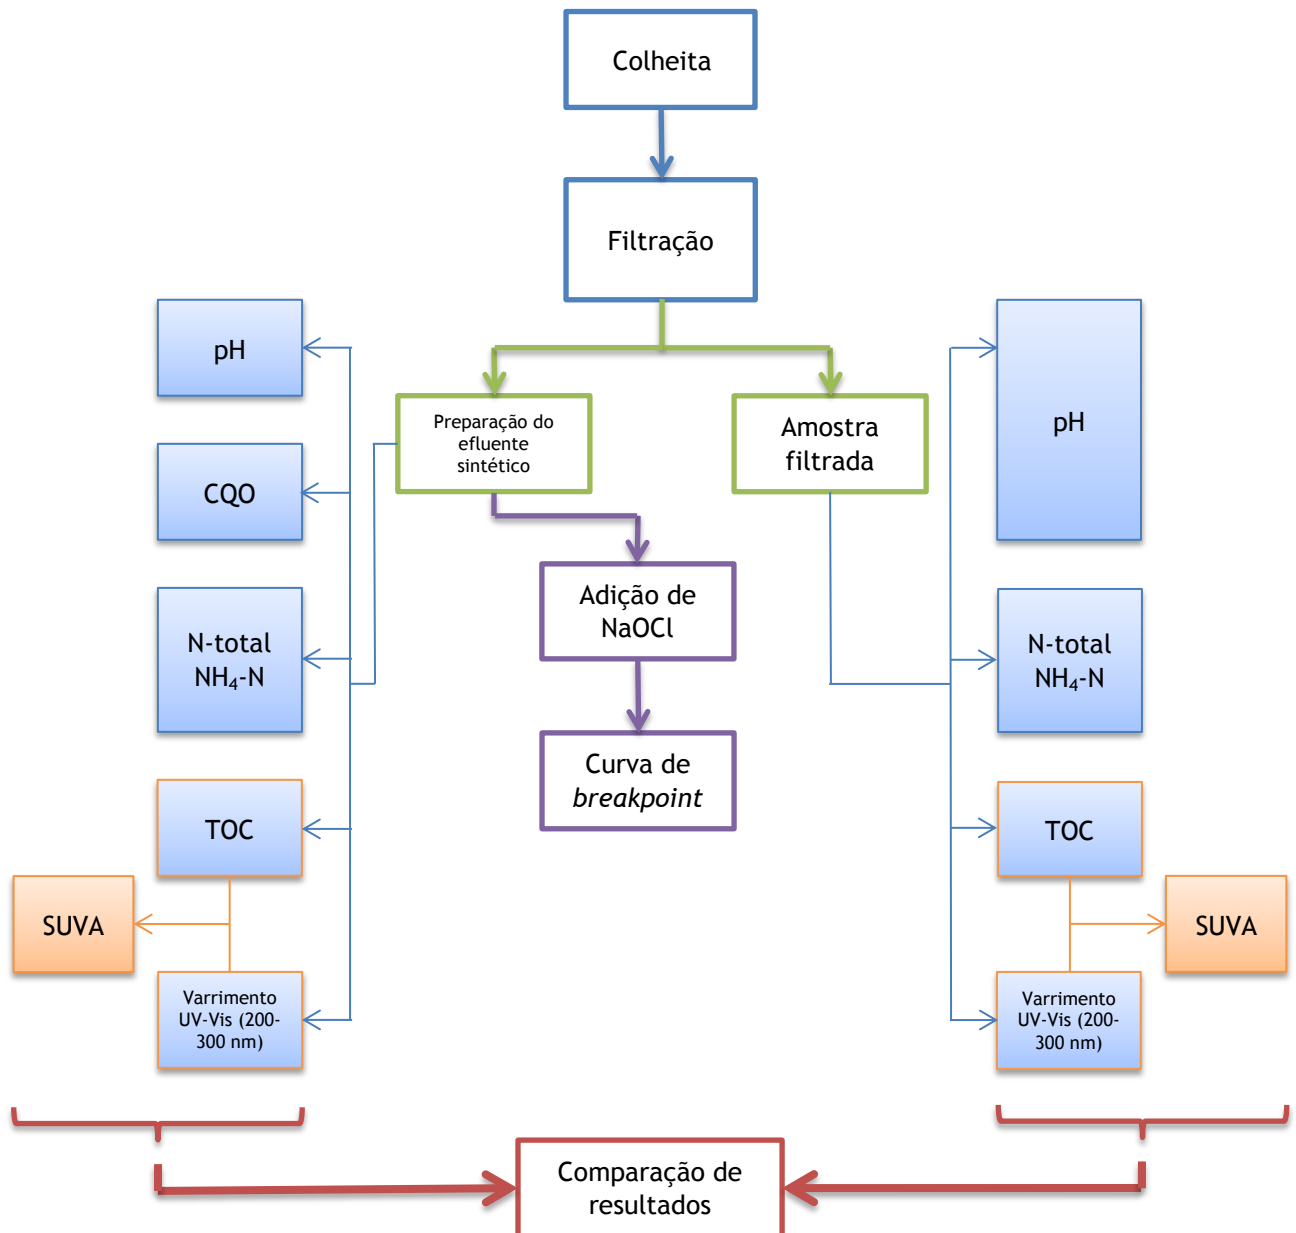 Colheita
Filtração
pH
Preparação do
efluente
sintético
Amostra
filtrada
pH
CQO
Adição de
NaOCl
N-total
NH₄-N
N-total
NH₄-N
Curva de
breakpoint
TOC
TOC
SUVA
SUVA
Varrimento
UV-Vis (200-
300 nm)
Varrimento
UV-Vis (200-
300 nm)
Comparação de
resultados